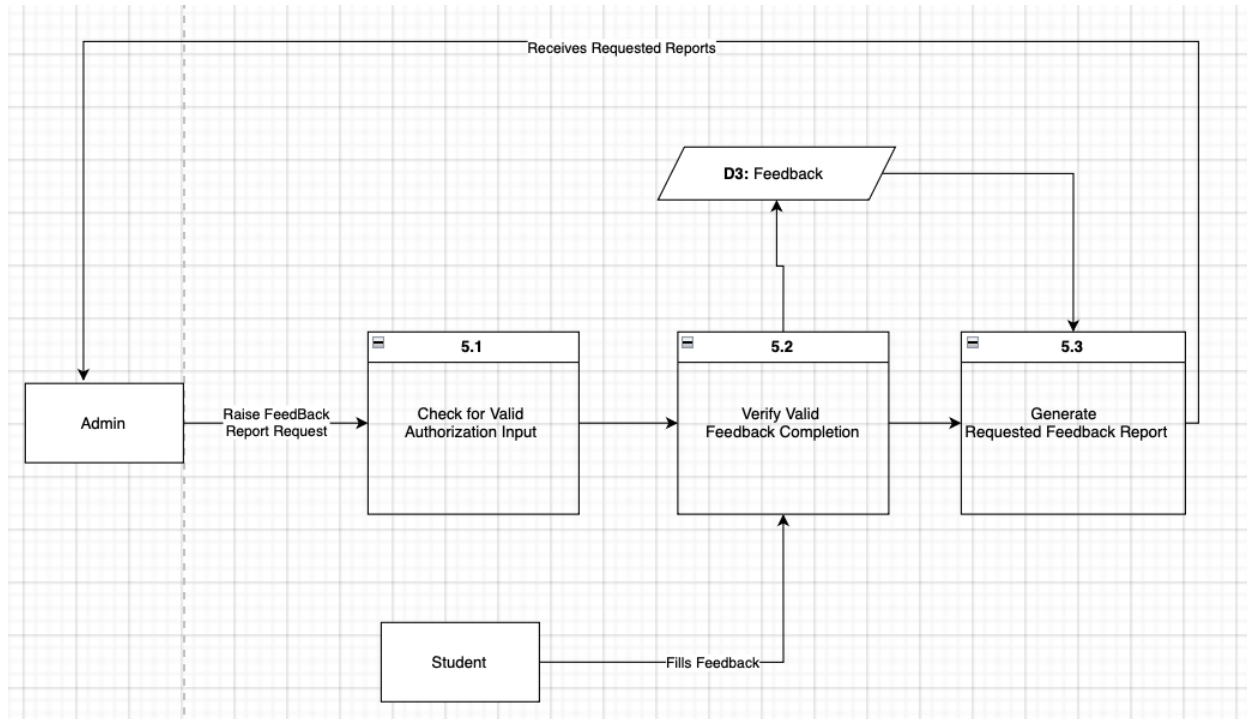 Receives Requested Reports
D3: Feedback
5.1
5.2
5.3
Admin
Raise FeedBack
Report Request
Check for Valid
Authorization Input
Verify Valid
Feedback Completion
Generate
Requested Feedback Report
Student
Fills Feedback